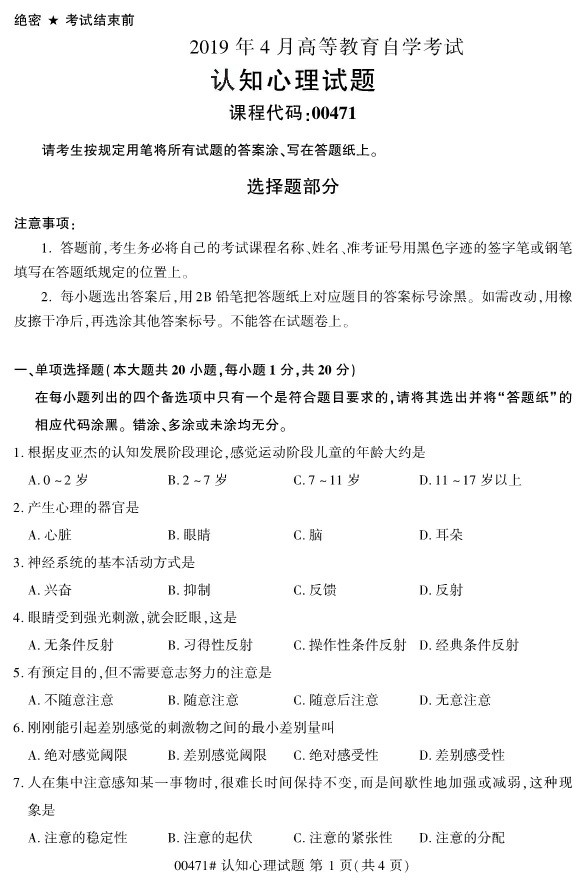 绝密 ★ 考试结束前
2019 年 4 月高等教育自学考试
认知心理试题
课程代码:00471
请考生按规定用笔将所有试题的答案涂、写在答题纸上。
选择题部分
注意事项:
1. 答题前,考生务必将自己的考试课程名称、姓名、准考证号用黑色字迹的签字笔或钢笔
填写在答题纸规定的位置上。
2. 每小题选出答案后,用 2B 铅笔把答题纸上对应题目的答案标号涂黑。如需改动,用橡
皮擦干净后,再选涂其他答案标号。不能答在试题卷上。
一、单项选择题(本大题共 20 小题,每小题 1 分,共 20 分)
在每小题列出的四个备选项中只有一个是符合题目要求的,请将其选出并将“答题纸”的
相应代码涂黑。错涂、多涂或未涂均无分。
1. 根据皮亚杰的认知发展阶段理论,感觉运动阶段儿童的年龄大约是
A. 0 ~ 2 岁 B. 2 ~ 7 岁 C. 7 ~ 11 岁 D. 11 ~ 17 岁以上
2. 产生心理的器官是
A. 心脏 B. 眼睛 C. 脑 D. 耳朵
3. 神经系统的基本活动方式是
A. 兴奋 B. 抑制 C. 反馈 D. 反射
4. 眼睛受到强光刺激,就会眨眼,这是
A. 无条件反射 B. 习得性反射 C. 操作性条件反射 D. 经典条件反射
5. 有预定目的,但不需要意志努力的注意是
A. 不随意注意 B. 随意注意 C. 随意后注意 D. 无意注意
6. 刚刚能引起差别感觉的刺激物之间的最小差别量叫
A. 绝对感觉阈限 B. 差别感觉阈限 C. 绝对感受性 D. 差别感受性
7. 人在集中注意感知某一事物时,很难长时间保持不变,而是间歇性地加强或减弱,这种现
象是
A. 注意的稳定性 B. 注意的起伏 C. 注意的紧张性 D. 注意的分配
00471# 认知心理试题 第 1 页(共 4 页)